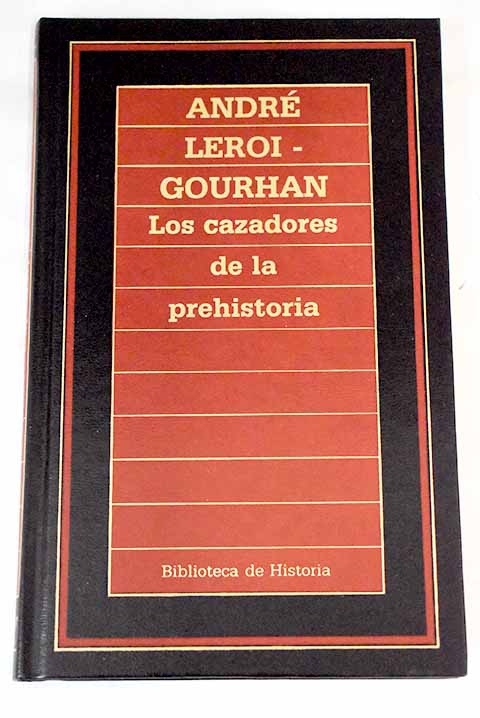 ANDRÉ
LEROI -
GOURHAN
Los cazadores
de la
prehistoria
Biblioteca de Historia